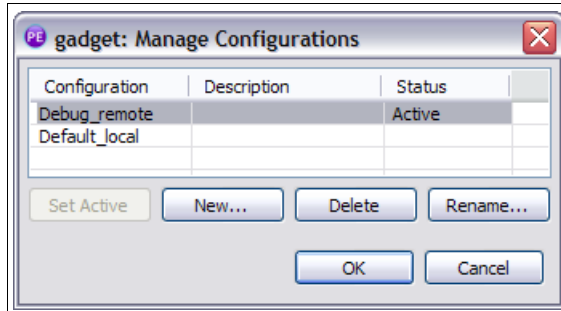 PE gadget: Manage Configurations
Configuration Description Status
Debug_remote Active
Default_local
Set Active New... Delete Rename...
OK Cancel